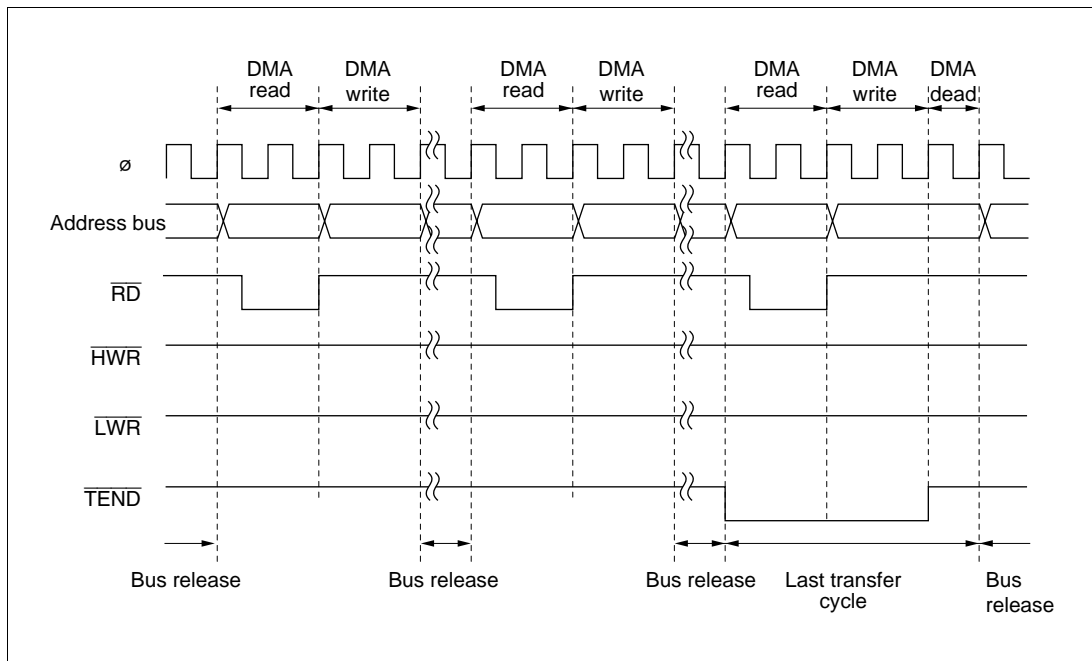 DMA read
DMA write
DMA read
DMA write
DMA read
DMA write
DMA dead
ø
Address bus
RD
HWR
LWR
TEND
Bus release
Bus release
Bus release
Last transfer cycle
Bus release